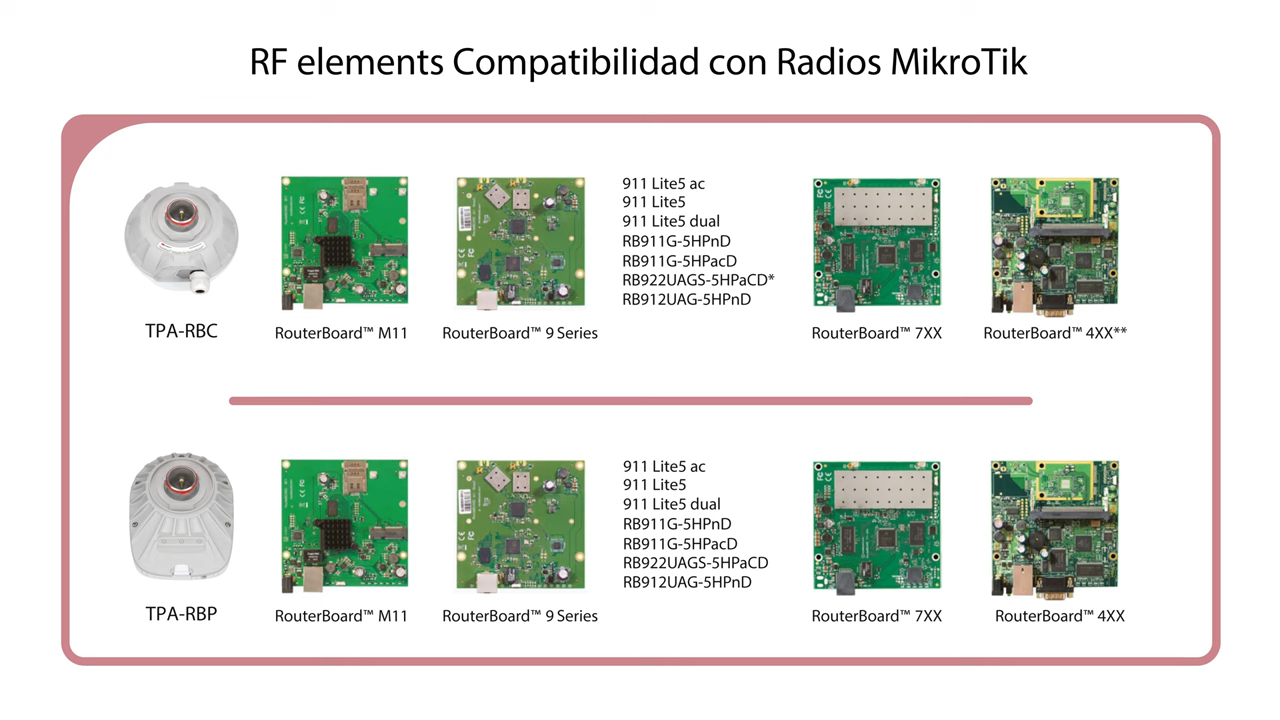 RF elements Compatibilidad con Radios MikroTik
911 Lite5 ac
911 Lite5
911 Lite5 dual
RB911G-5HPnD
RB911G-5HPacD
RB922UAGS-5HPaCD*
RB912UAG-5HPnD
TPA-RBC
RouterBoard™ M11
RouterBoard™ 9 Series
RouterBoard™ 7XX
RouterBoard™ 4XX**
911 Lite5 ac
911 Lite5
911 Lite5 dual
RB911G-5HPnD
RB911G-5HPacD
RB922UAGS-5HPaCD
RB912UAG-5HPnD
TPA-RBP
RouterBoard™ M11
RouterBoard™ 9 Series
RouterBoard™ 7XX
RouterBoard™ 4XX